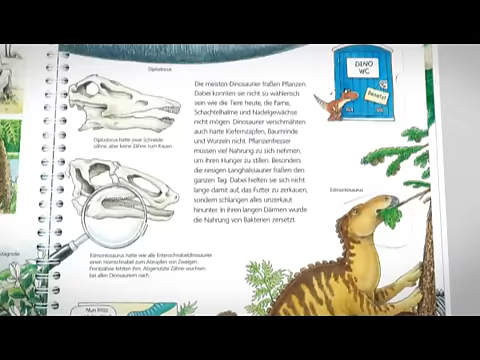 Diplodocus
Die meisten Dinosaurier fraßen Pflanzen.
Dabei konnten sie nicht so wählerisch
sein wie die Tiere heute, die Farne,
Schachtelhalme und Nadelgewächse
nicht mögen. Dinosaurier verschmähten
auch harte Kiefernzapfen, Baumrinde
und Wurzeln nicht. Pflanzenfresser
müssen viel Nahrung zu sich nehmen,
um ihren Hunger zu stillen. Besonders
die riesigen Langhalssaurier fraßen den
ganzen Tag. Dabei hielten sie sich nicht
lange damit auf, das Futter zu zerkauen,
sondern schlangen alles unzerkaut
hinunter. In ihren langen Därmen wurde
die Nahrung von Bakterien zersetzt.
DINO
WC
Besetzt
Diplodocus hatte zwar Schneide-
zähne, aber keine Zähne zum Kauen
Edmontosaurus
Edmontosaurus hatte wie alle Entenschnabeldinosaurier
einen Hornschnabel zum Abrupfen von Zweigen.
Frontzähne fehlten ihm. Abgenutzte Zähne wuchsen
bei allen Dinosauriern nach.
Magnolie